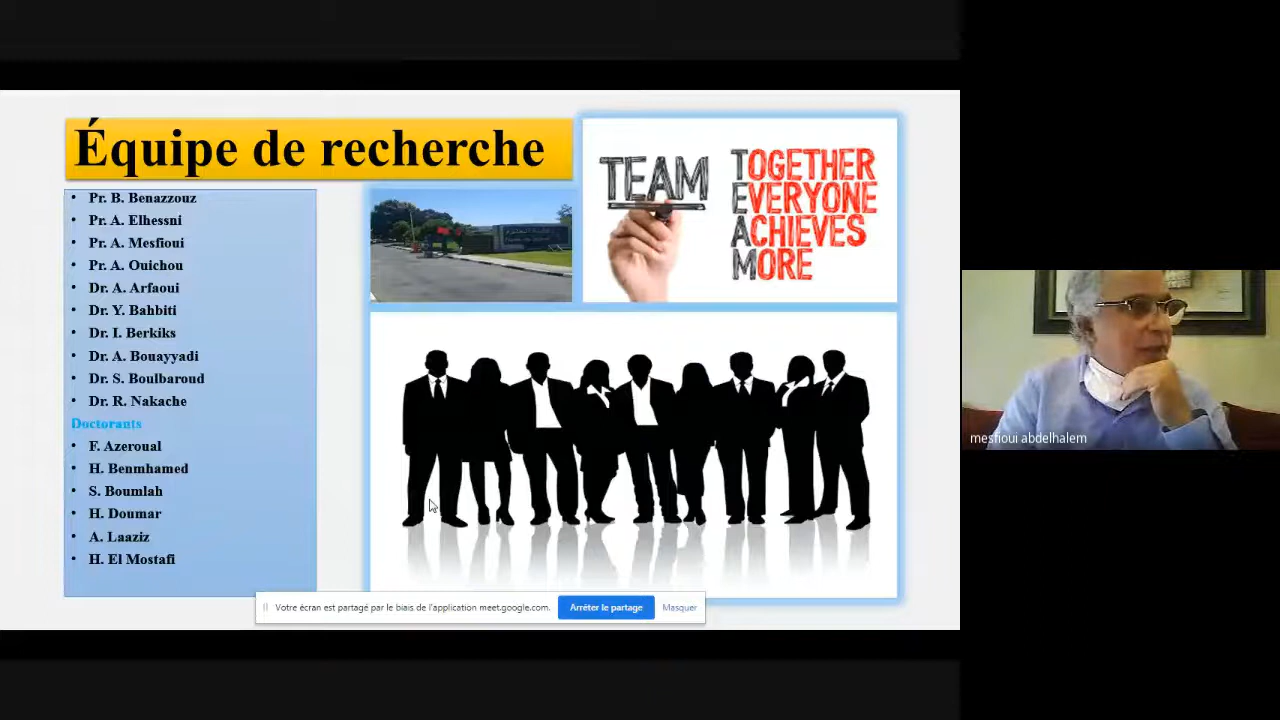 Équipe de recherche
• Pr. B. Benazzouz
• Pr. A. Elhessni
• Pr. A. Mesfioui
• Pr. A. Ouichou
• Dr. A. Arfaoui
• Dr. Y. Bahbiti
• Dr. I. Berkiks
• Dr. A. Bouayyadi
• Dr. S. Boulbaroud
• Dr. R. Nakache
Doctorants
• F. Azeroual
• H. Benmhamed
• S. Boumlah
• H. Doumar
• A. Laaziz
• H. El Mostafi
TEAM
TOGETHER
EVERYONE
ACHIEVES
MORE
Votre écran est partagé par le biais de l'application meet.google.com.
Arrêter le partage
Masquer
mesfioui abdelhalem